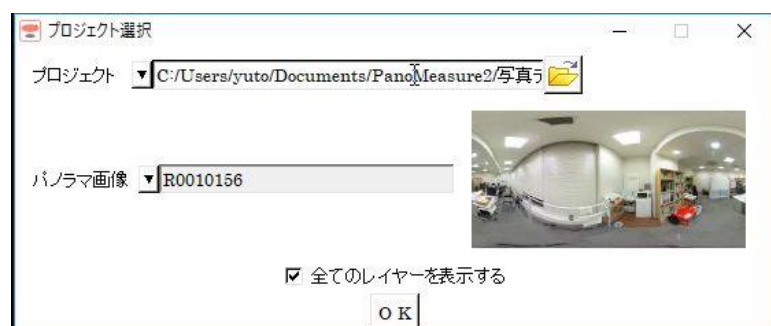 プロジェクト選択
プロジェクト C:/Users/yuto/Documents/PanoMeasure2/写真
パノラマ画像 R0010156
全てのレイヤーを表示する
O K